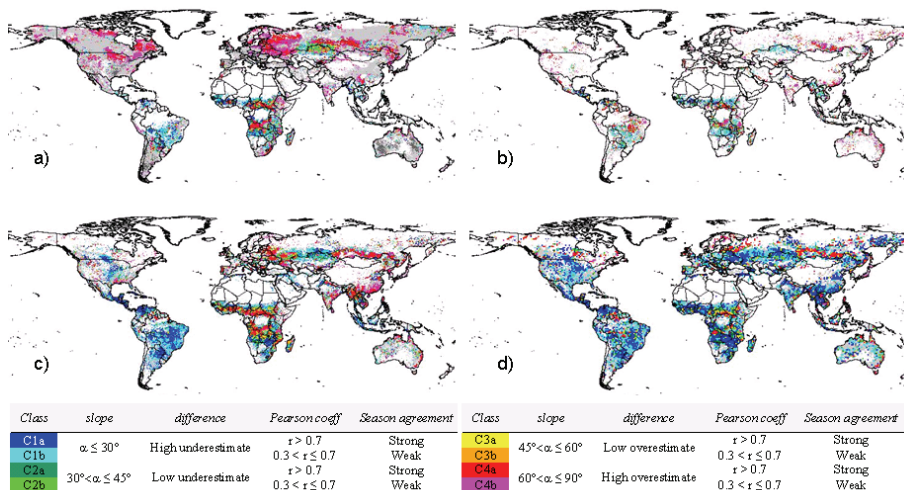 a)
b)
c)
d)
Class slope difference Pearson coeff Season agreement
C1a α ≤ 30° High underestimate r > 0.7 Strong
C1b 0.3 < r ≤ 0.7 Weak
C2a 30°<α ≤ 45° Low underestimate r > 0.7 Strong
C2b 0.3 < r ≤ 0.7 Weak
Class slope difference Pearson coeff Season agreement
C3a 45°<α ≤ 60° Low overestimate r > 0.7 Strong
C3b 0.3 < r ≤ 0.7 Weak
C4a 60°<α ≤ 90° High overestimate r > 0.7 Strong
C4b 0.3 < r ≤ 0.7 Weak